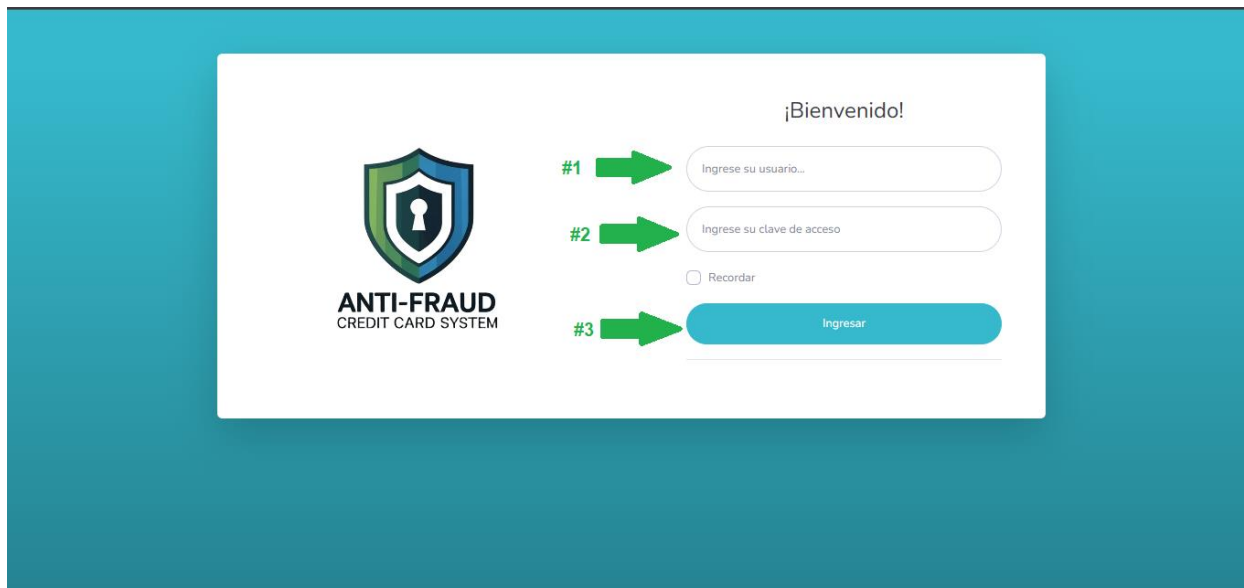 ¡Bienvenido!
#1
Ingrese su usuario...
#2
Ingrese su clave de acceso
Recordar
#3
Ingresar
ANTI-FRAUD
CREDIT CARD SYSTEM